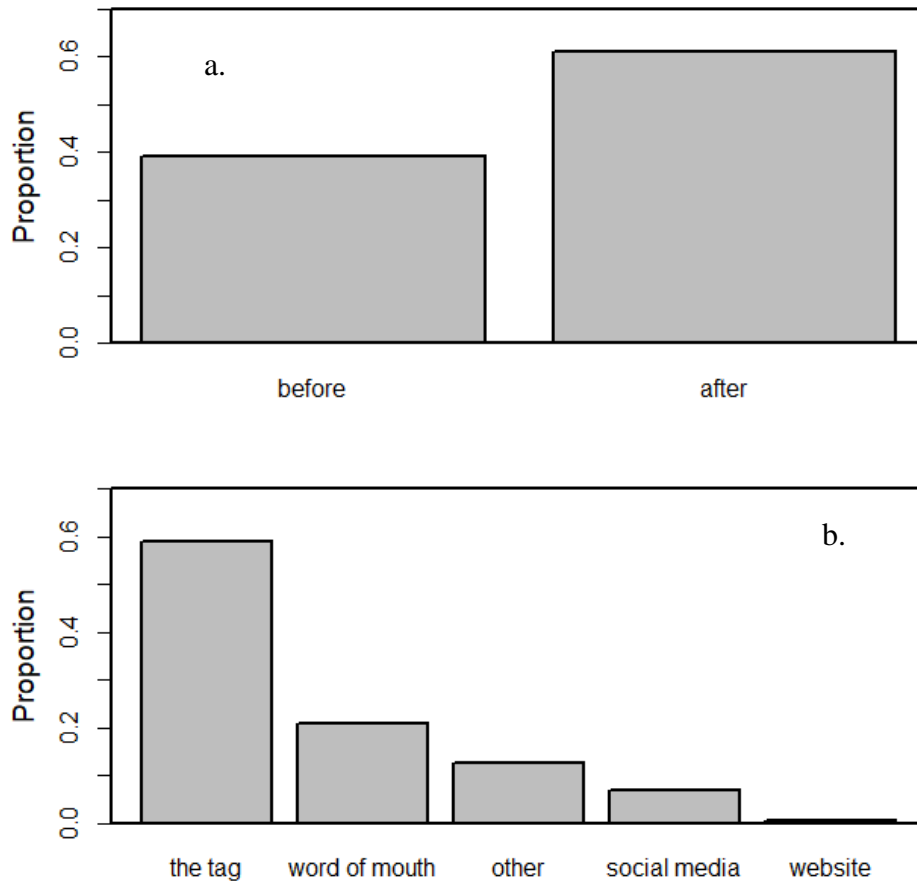 a.
Proportion
0.6
0.4
0.2
0.0
before after
b.
Proportion
0.6
0.4
0.2
0.0
the tag word of mouth other social media website